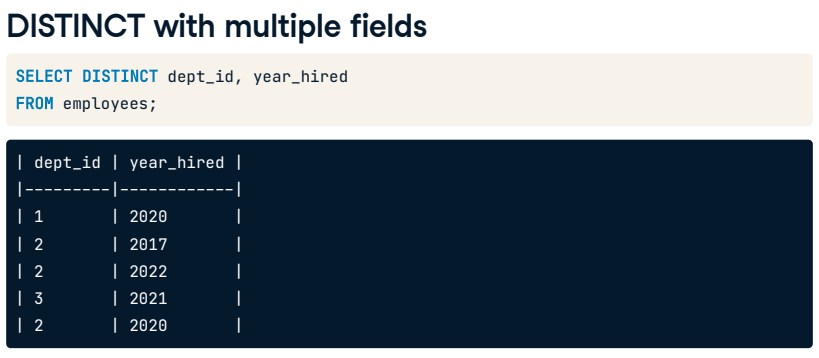 DISTINCT with multiple fields
SELECT DISTINCT dept_id, year_hired
FROM employees;
| dept_id | year_hired |
|---------|------------|
| 1       | 2020       |
| 2       | 2017       |
| 2       | 2022       |
| 3       | 2021       |
| 2       | 2020       |